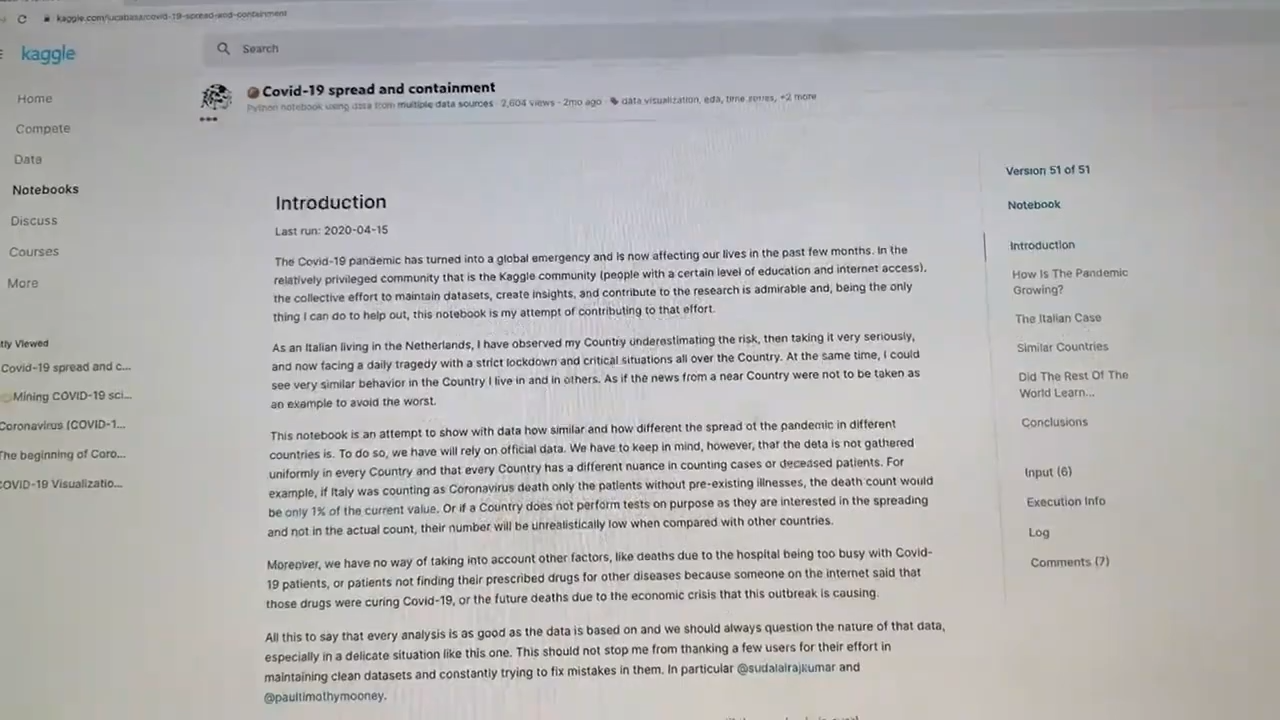 kaggle.com/lucabasa/covid-19-spread-and-containment
kaggle
Search
Home
Compete
Data
Notebooks
Discuss
Courses
More
tly Viewed
Covid-19 spread and c...
Mining COVID-19 sci...
Coronavirus (COVID-1...
The beginning of Coro...
COVID-19 Visualizatio...
Covid-19 spread and containment
Python notebook using data from multiple data sources · 2,604 views · 2mo ago · data visualization, eda, time series, +2 more
Introduction
Last run: 2020-04-15
The Covid-19 pandemic has turned into a global emergency and is now affecting our lives in the past few months. In the
relatively privileged community that is the Kaggle community (people with a certain level of education and internet access),
the collective effort to maintain datasets, create insights, and contribute to the research is admirable and, being the only
thing I can do to help out, this notebook is my attempt of contributing to that effort.
As an Italian living in the Netherlands, I have observed my Country underestimating the risk, then taking it very seriously,
and now facing a daily tragedy with a strict lockdown and critical situations all over the Country. At the same time, I could
see very similar behavior in the Country I live in and in others. As if the news from a near Country were not to be taken as
an example to avoid the worst.
This notebook is an attempt to show with data how similar and how different the spread of the pandemic in different
countries is. To do so, we have will rely on official data. We have to keep in mind, however, that the data is not gathered
uniformly in every Country and that every Country has a different nuance in counting cases or deceased patients. For
example, if Italy was counting as Coronavirus death only the patients without pre-existing illnesses, the death count would
be only 1% of the current value. Or if a Country does not perform tests on purpose as they are interested in the spreading
and not in the actual count, their number will be unrealistically low when compared with other countries.
Moreover, we have no way of taking into account other factors, like deaths due to the hospital being too busy with Covid-
19 patients, or patients not finding their prescribed drugs for other diseases because someone on the internet said that
those drugs were curing Covid-19, or the future deaths due to the economic crisis that this outbreak is causing.
All this to say that every analysis is as good as the data is based on and we should always question the nature of that data,
especially in a delicate situation like this one. This should not stop me from thanking a few users for their effort in
maintaining clean datasets and constantly trying to fix mistakes in them. In particular @sudalairajkumar and
@paultimothymooney.
Version 51 of 51
Notebook
Introduction
How Is The Pandemic
Growing?
The Italian Case
Similar Countries
Did The Rest Of The
World Learn...
Conclusions
Input (6)
Execution Info
Log
Comments (7)